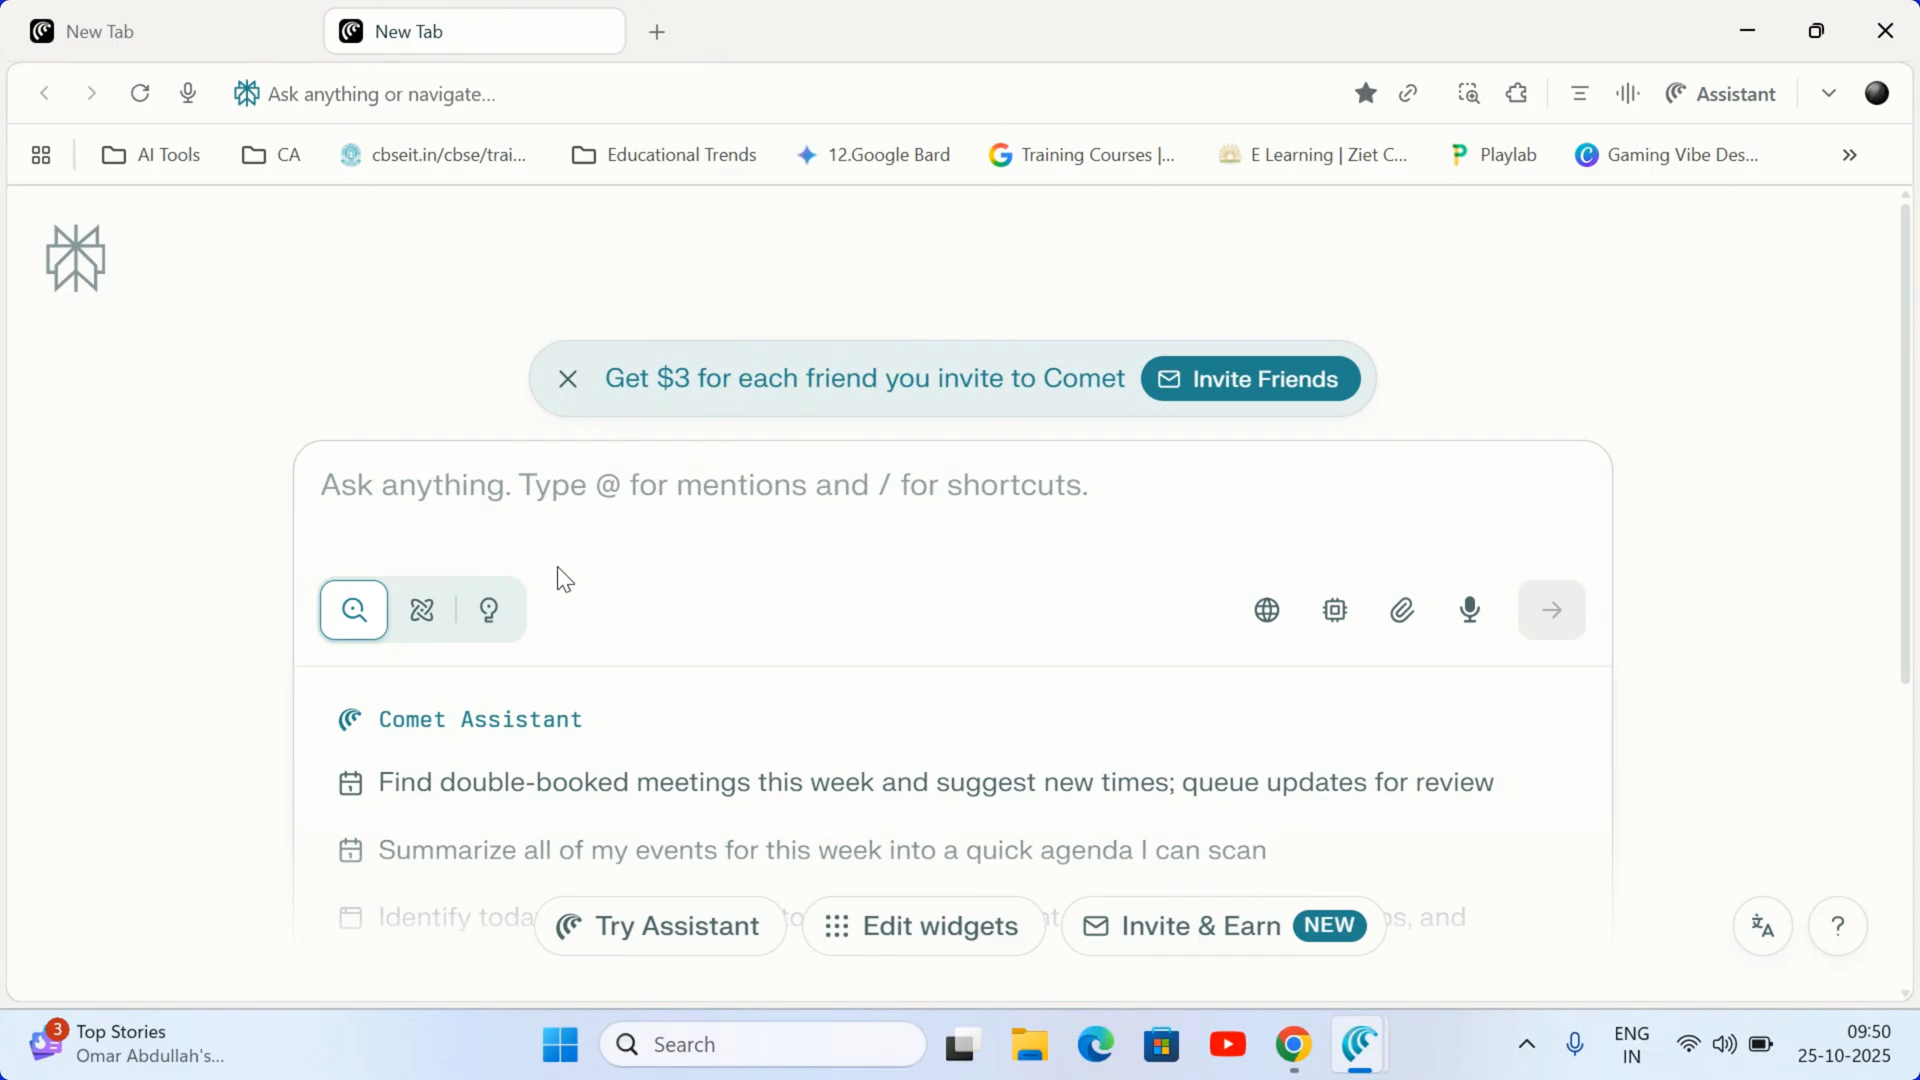 New Tab
New Tab
Ask anything or navigate...
Assistant
AI Tools
CA
cbseit.in/cbse/trai...
Educational Trends
12.Google Bard
Training Courses |...
E Learning | Ziet C...
Playlab
Gaming Vibe Des...
Get $3 for each friend you invite to Comet
Invite Friends
Ask anything. Type @ for mentions and / for shortcuts.
Comet Assistant
Find double-booked meetings this week and suggest new times; queue updates for review
Summarize all of my events for this week into a quick agenda I can scan
Identify
and
Try Assistant
Edit widgets
Invite & Earn NEW
3
Top Stories
Omar Abdullah's...
Search
ENG
IN
09:50
25-10-2025